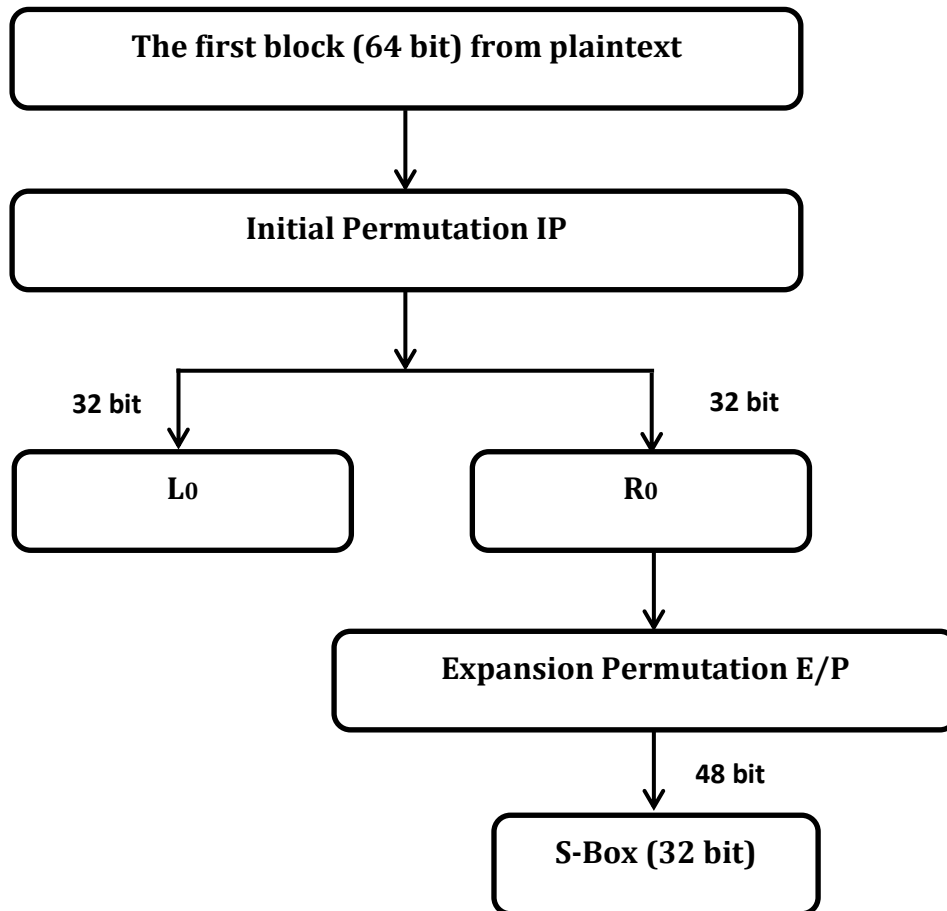 The first block (64 bit) from plaintext
Initial Permutation IP
32 bit
32 bit
L0
R0
Expansion Permutation E/P
48 bit
S-Box (32 bit)